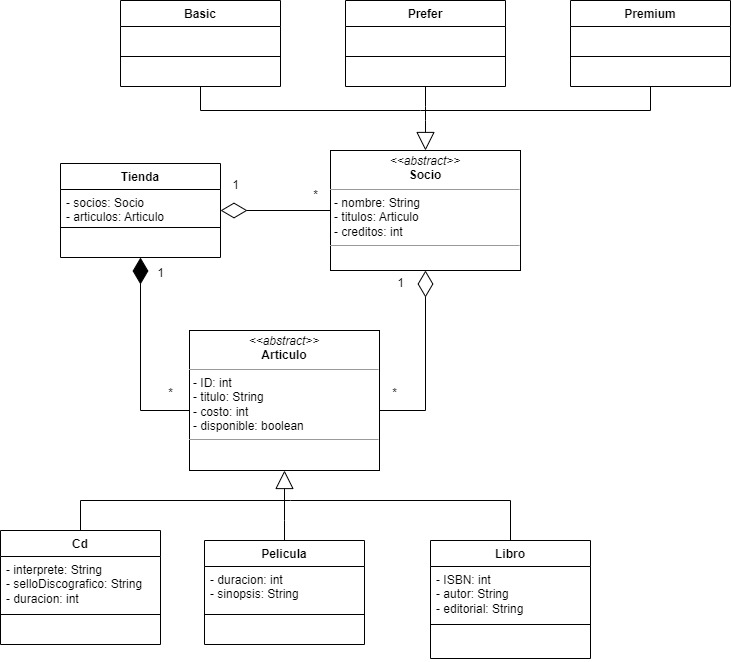 Basic
Prefer
Premium
<<abstract>>
Socio
- nombre: String
- titulos: Articulo
- creditos: int
Tienda
- socios: Socio
- articulos: Articulo
1
*
1
1
<<abstract>>
Articulo
- ID: int
- titulo: String
- costo: int
- disponible: boolean
*
*
Cd
- interprete: String
- selloDiscografico: String
- duracion: int
Pelicula
- duracion: int
- sinopsis: String
Libro
- ISBN: int
- autor: String
- editorial: String